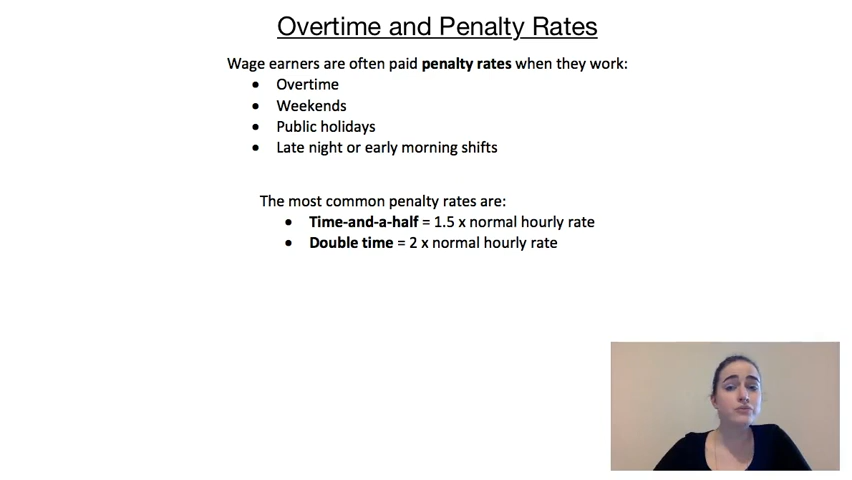 Overtime and Penalty Rates
Wage earners are often paid penalty rates when they work:
• Overtime
• Weekends
• Public holidays
• Late night or early morning shifts
The most common penalty rates are:
• Time-and-a-half = 1.5 x normal hourly rate
• Double time = 2 x normal hourly rate